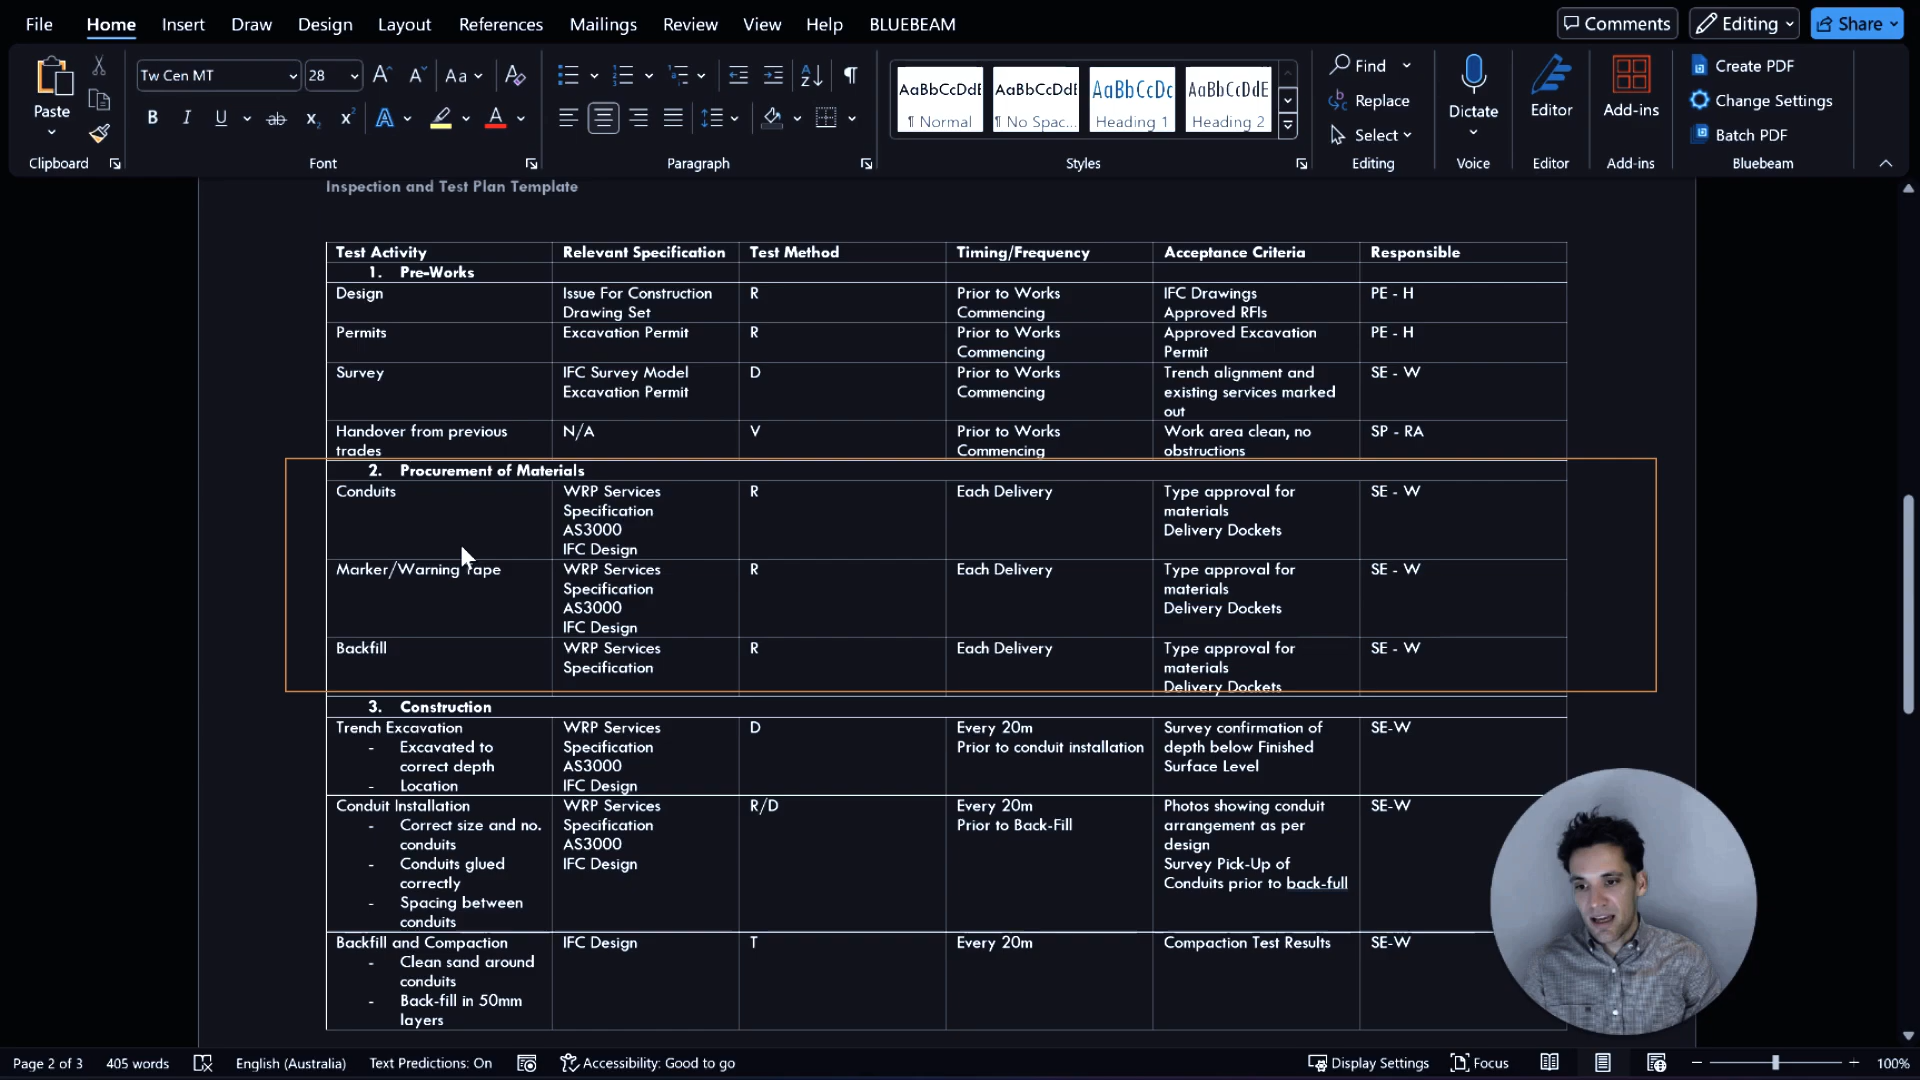 File Home Insert Draw Design Layout References Mailings Review View Help BLUEBEAM Comments Editing Share
Tw Cen MT 28 Aa
Paste
Clipboard Font Paragraph
AaBbCcDdE AaBbCcDdE AaBbCcDc AaBbCcDdE
¶ Normal ¶ No Spac... Heading 1 Heading 2
Styles
Find
Replace
Select
Editing
Dictate
Voice
Editor
Editor
Add-ins
Add-ins
Create PDF
Change Settings
Batch PDF
Bluebeam
Inspection and Test Plan Template
Test Activity Relevant Specification Test Method Timing/Frequency Acceptance Criteria Responsible
1. Pre-Works
Design Issue For Construction R Prior to Works IFC Drawings PE - H
Drawing Set Commencing Approved RFIs
Permits Excavation Permit R Prior to Works Approved Excavation PE - H
Commencing Permit
Survey IFC Survey Model D Prior to Works Trench alignment and SE - W
Excavation Permit Commencing existing services marked
out
Handover from previous N/A V Prior to Works Work area clean, no SP - RA
trades Commencing obstructions
2. Procurement of Materials
Conduits WRP Services R Each Delivery Type approval for SE - W
Specification materials
AS3000 Delivery Dockets
IFC Design
Marker/Warning Tape WRP Services R Each Delivery Type approval for SE - W
Specification materials
AS3000 Delivery Dockets
IFC Design
Backfill WRP Services R Each Delivery Type approval for SE - W
Specification materials
Delivery Dockets
3. Construction
Trench Excavation WRP Services D Every 20m Survey confirmation of SE-W
- Excavated to Specification Prior to conduit installation depth below Finished
correct depth AS3000 Surface Level
- Location IFC Design
Conduit Installation WRP Services R/D Every 20m Photos showing conduit SE-W
- Correct size and no. Specification Prior to Back-Fill arrangement as per
conduits AS3000 design
- Conduits glued IFC Design Survey Pick-Up of
correctly Conduits prior to back-full
- Spacing between
conduits
Backfill and Compaction IFC Design T Every 20m Compaction Test Results SE-W
- Clean sand around
conduits
- Back-fill in 50mm
layers
Page 2 of 3 405 words English (Australia) Text Predictions: On Accessibility: Good to go Display Settings Focus 100%